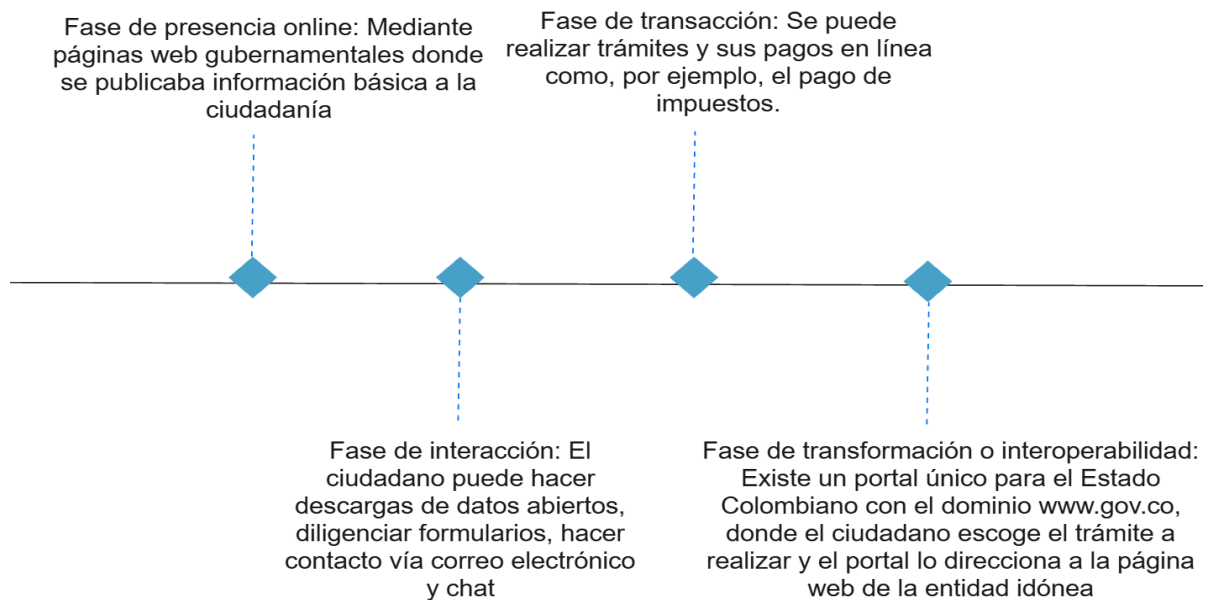 Fase de presencia online: Mediante
páginas web gubernamentales donde
se publicaba información básica a la
ciudadanía
Fase de transacción: Se puede
realizar trámites y sus pagos en línea
como, por ejemplo, el pago de
impuestos.
Fase de interacción: El
ciudadano puede hacer
descargas de datos abiertos,
diligenciar formularios, hacer
contacto vía correo electrónico
y chat
Fase de transformación o interoperabilidad:
Existe un portal único para el Estado
Colombiano con el dominio www.gov.co,
donde el ciudadano escoge el trámite a
realizar y el portal lo direcciona a la página
web de la entidad idónea